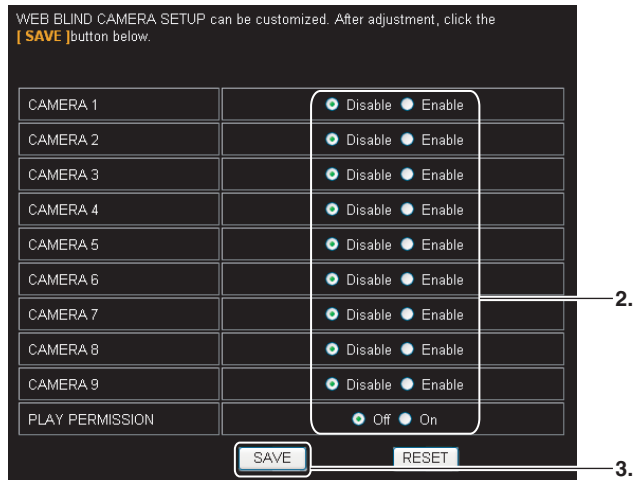 WEB BLIND CAMERA SETUP can be customized. After adjustment, click the
[ SAVE ]button below.
CAMERA 1 Disable Enable
CAMERA 2 Disable Enable
CAMERA 3 Disable Enable
CAMERA 4 Disable Enable
CAMERA 5 Disable Enable
CAMERA 6 Disable Enable
2.
CAMERA 7 Disable Enable
CAMERA 8 Disable Enable
CAMERA 9 Disable Enable
PLAY PERMISSION Off On
SAVE RESET
3.